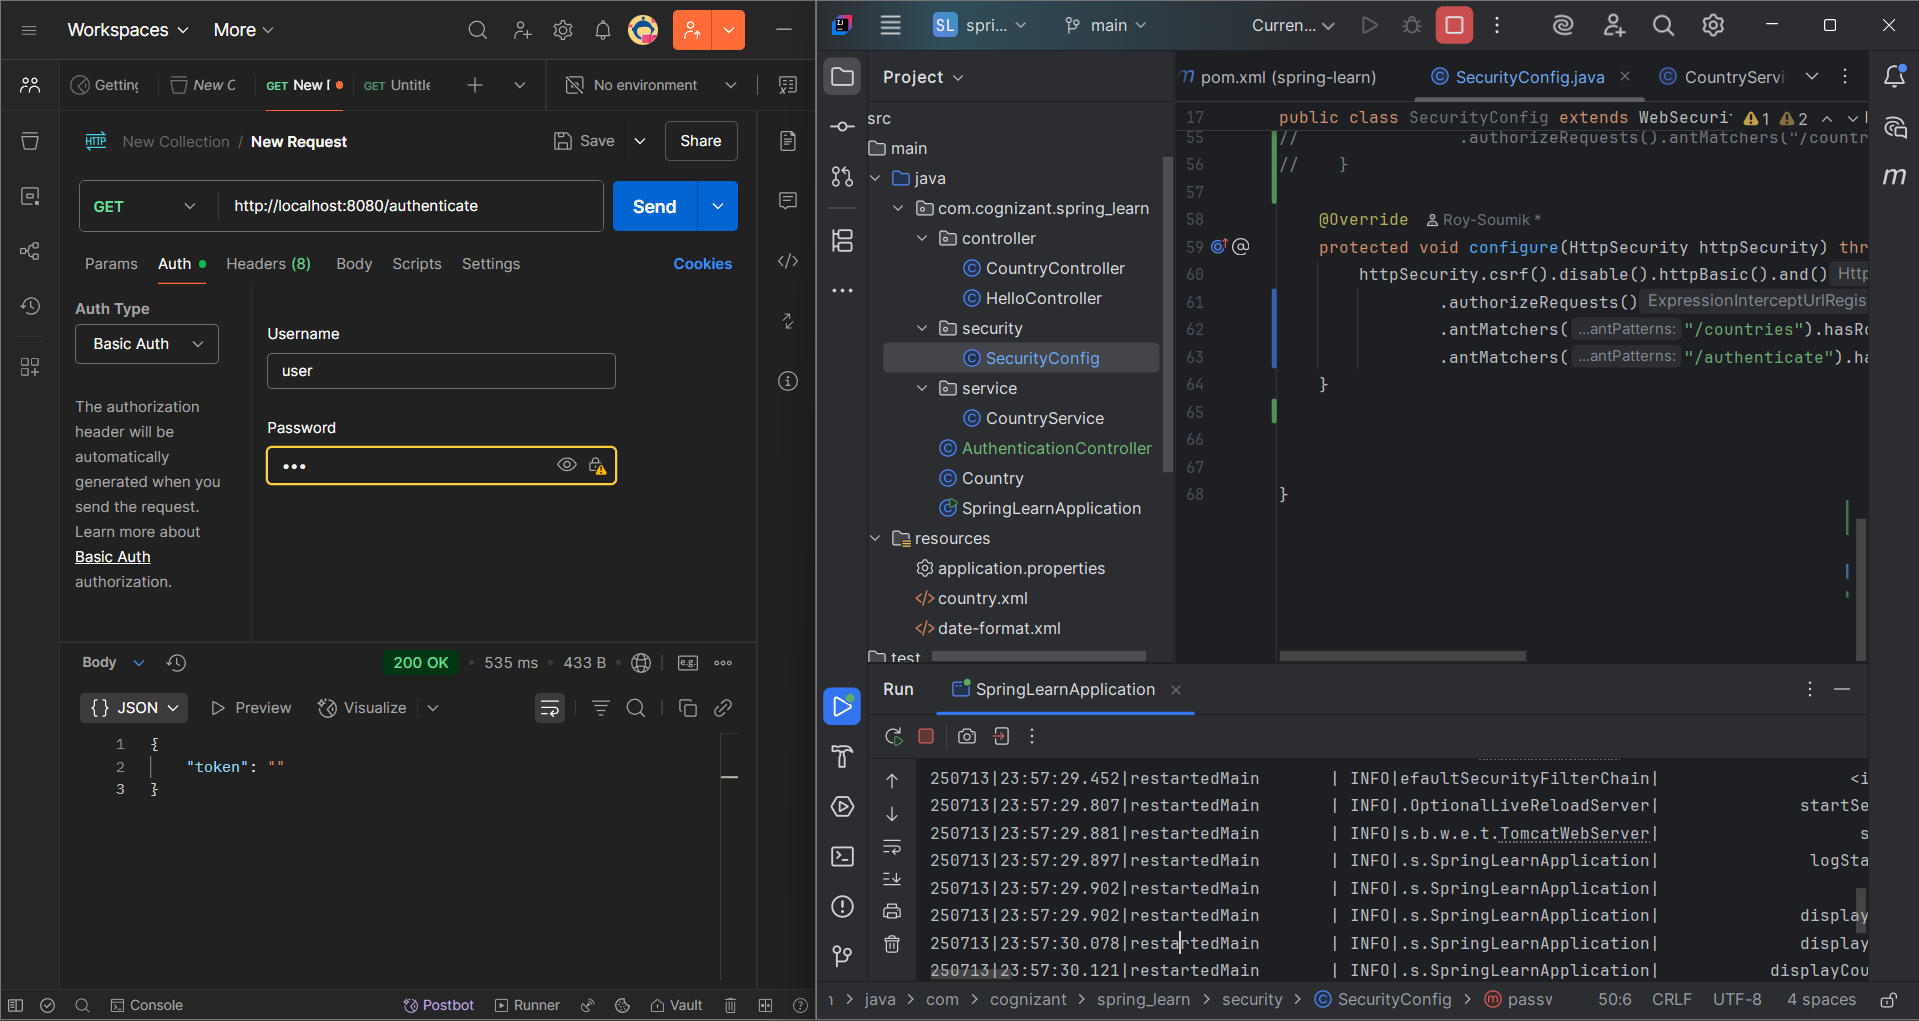 Workspaces More
Getting New C GET New I GET Untitle No environment
HTTP New Collection / New Request Save Share
GET http://localhost:8080/authenticate Send
Params Auth Headers (8) Body Scripts Settings Cookies
Auth Type
Basic Auth
The authorization
header will be
automatically
generated when you
send the request.
Learn more about
Basic Auth
authorization.
Username
user
Password
•••
Body 200 OK • 535 ms • 433 B • e.g.
{} JSON Preview Visualize
1 {
2 "token": ""
3 }
Console Postbot Runner Vault
SL spri... main Curren...
Project
src
main
java
com.cognizant.spring_learn
controller
CountryController
HelloController
security
SecurityConfig
service
CountryService
AuthenticationController
Country
SpringLearnApplication
resources
application.properties
country.xml
date-format.xml
test
m pom.xml (spring-learn) SecurityConfig.java CountryServi
17 public class SecurityConfig extends WebSecuri 1 2
55 // .authorizeRequests().antMatchers("/countr
56 // }
57
58 @Override Roy-Soumik *
59 protected void configure(HttpSecurity httpSecurity) thr
60 httpSecurity.csrf().disable().httpBasic().and() Http
61 .authorizeRequests() ExpressionInterceptUrlRegis
62 .antMatchers( ...antPatterns: "/countries").hasRo
63 .antMatchers( ...antPatterns: "/authenticate").ha
64 }
65
66
67
68 }
m
Run SpringLearnApplication
250713|23:57:29.452|restartedMain | INFO|efaultSecurityFilterChain| <i
250713|23:57:29.807|restartedMain | INFO|.OptionalLiveReloadServer| startSe
250713|23:57:29.881|restartedMain | INFO|s.b.w.e.t.TomcatWebServer| s
250713|23:57:29.897|restartedMain | INFO|.s.SpringLearnApplication| logSta
250713|23:57:29.902|restartedMain | INFO|.s.SpringLearnApplication|
250713|23:57:29.902|restartedMain | INFO|.s.SpringLearnApplication| display
250713|23:57:30.078|restartedMain | INFO|.s.SpringLearnApplication| display
250713|23:57:30.121|restartedMain | INFO|.s.SpringLearnApplication| displayCou
java > com > cognizant > spring_learn > security > SecurityConfig > passw 50:6 CRLF UTF-8 4 spaces